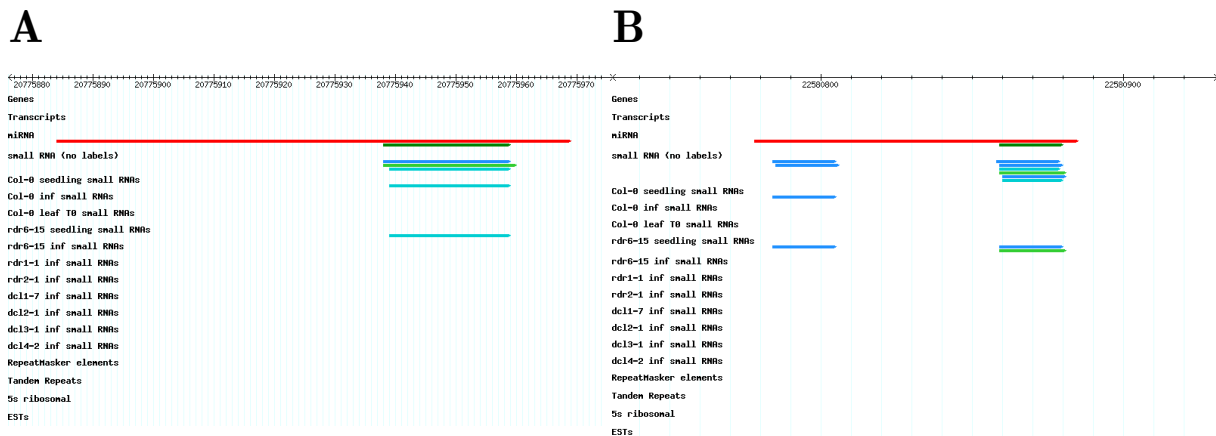 A
20775880 20775890 20775900 20775910 20775920 20775930 20775940 20775950 20775960 20775970
Genes
Transcripts
miRNA
small RNA (no labels)
Col-0 seedling small RNAs
Col-0 inf small RNAs
Col-0 leaf T0 small RNAs
rdr6-15 seedling small RNAs
rdr6-15 inf small RNAs
rdr1-1 inf small RNAs
rdr2-1 inf small RNAs
dcl1-7 inf small RNAs
dcl2-1 inf small RNAs
dcl3-1 inf small RNAs
dcl4-2 inf small RNAs
RepeatMasker elements
Tandem Repeats
5s ribosomal
ESTs
B
22580800 22580900
Genes
Transcripts
miRNA
small RNA (no labels)
Col-0 seedling small RNAs
Col-0 inf small RNAs
Col-0 leaf T0 small RNAs
rdr6-15 seedling small RNAs
rdr6-15 inf small RNAs
rdr1-1 inf small RNAs
rdr2-1 inf small RNAs
dcl1-7 inf small RNAs
dcl2-1 inf small RNAs
dcl3-1 inf small RNAs
dcl4-2 inf small RNAs
RepeatMasker elements
Tandem Repeats
5s ribosomal
ESTs